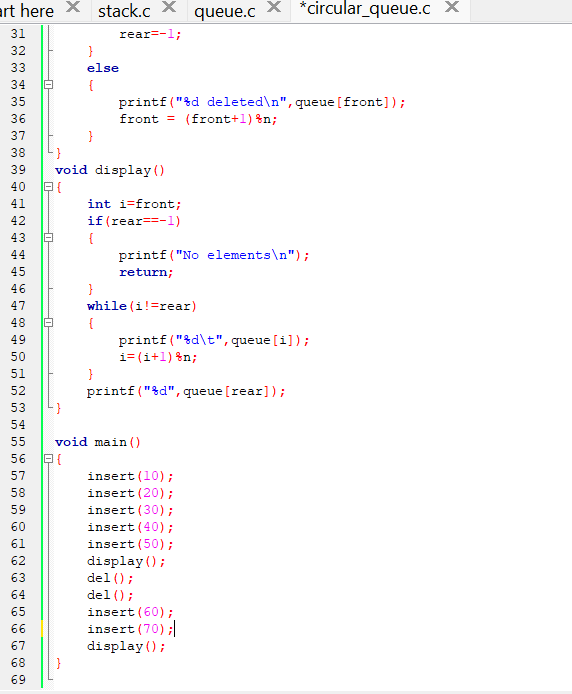 art here stack.c queue.c *circular_queue.c
31 rear=-1;
32 }
33 else
34 {
35 printf("%d deleted\n",queue[front]);
36 front = (front+1)%n;
37 }
38 }
39 void display()
40 {
41 int i=front;
42 if(rear==-1)
43 {
44 printf("No elements\n");
45 return;
46 }
47 while(i!=rear)
48 {
49 printf("%d\t",queue[i]);
50 i=(i+1)%n;
51 }
52 printf("%d",queue[rear]);
53 }
54
55 void main()
56 {
57 insert(10);
58 insert(20);
59 insert(30);
60 insert(40);
61 insert(50);
62 display();
63 del();
64 del();
65 insert(60);
66 insert(70);
67 display();
68 }
69